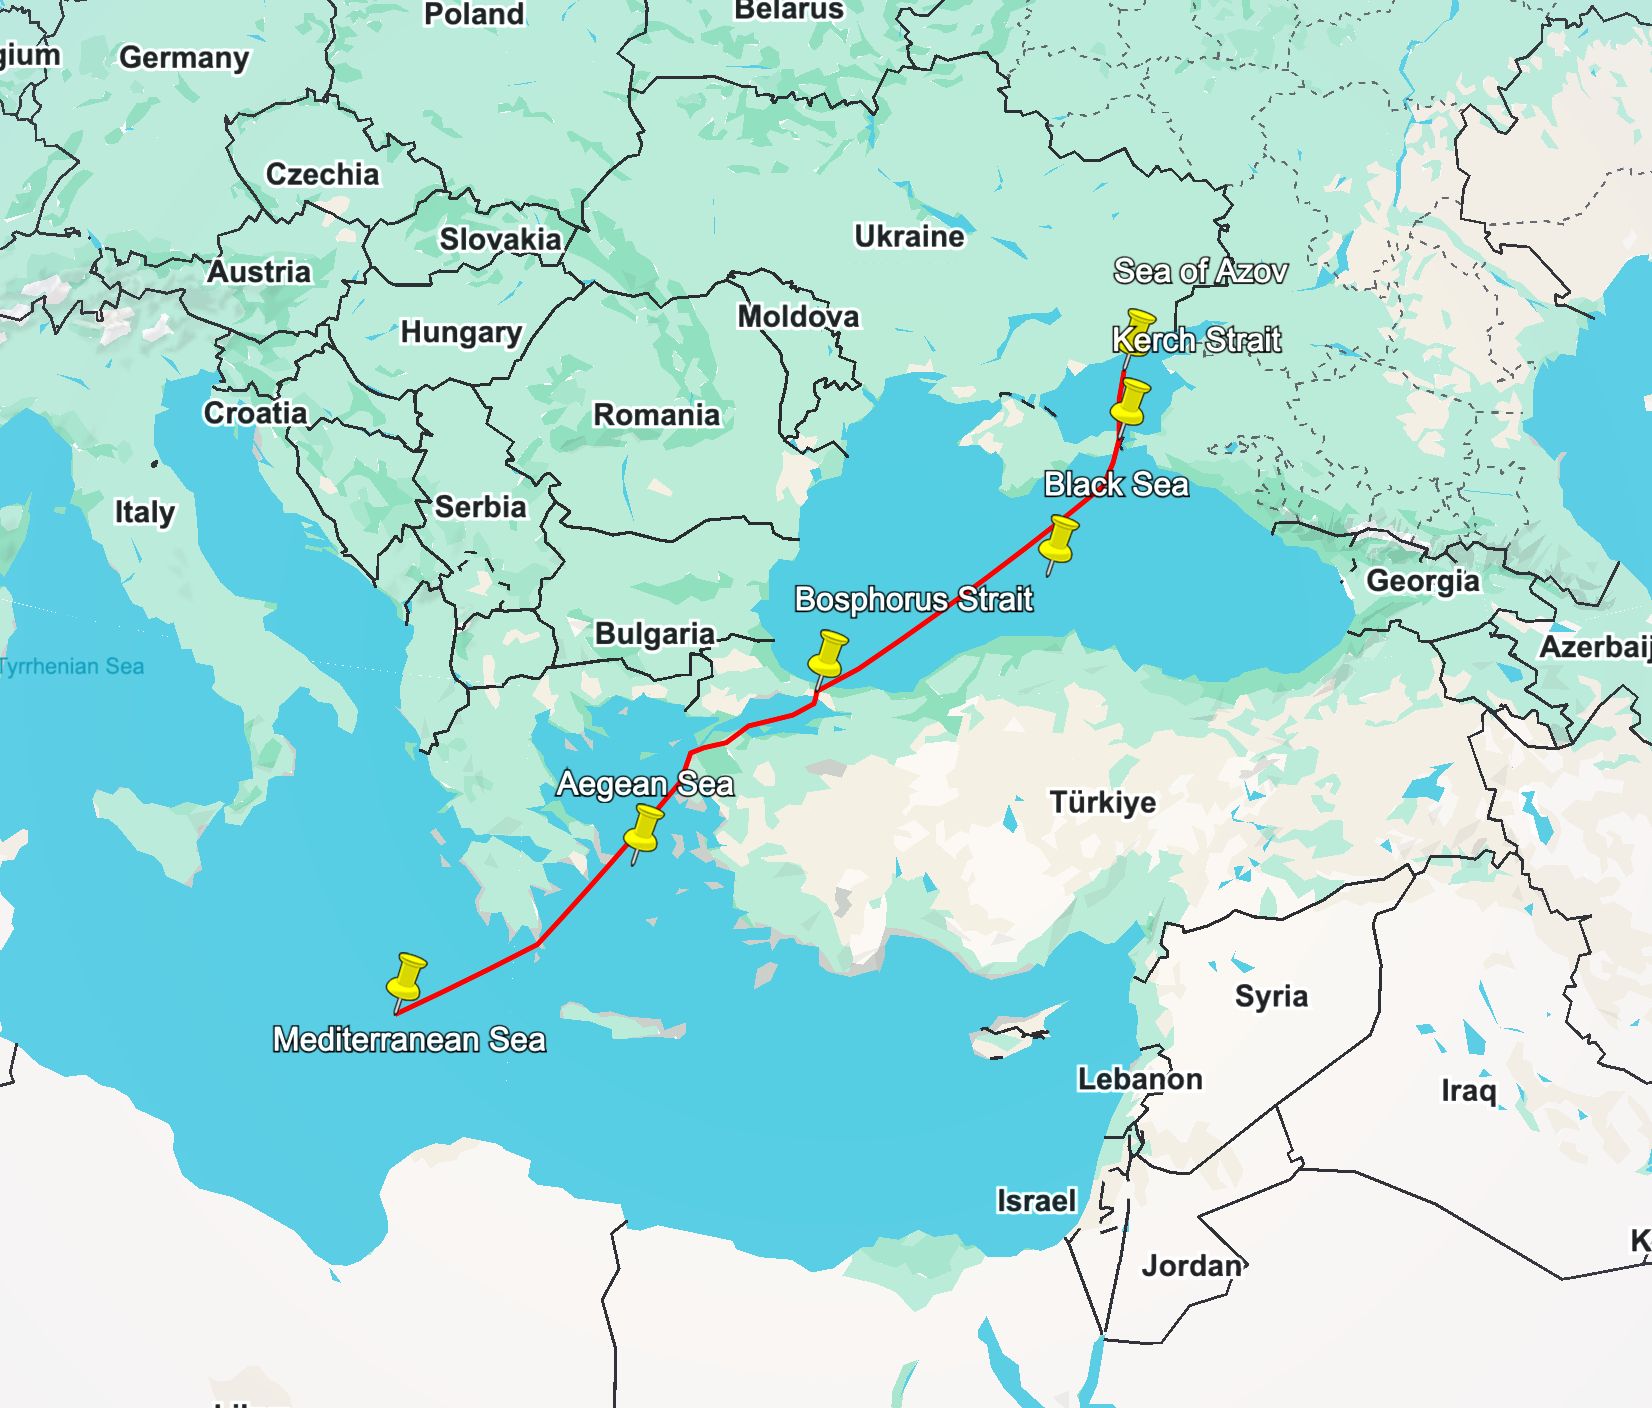 Poland
Belarus
gium
Germany
Czechia
Slovakia
Ukraine
Austria
Sea of Azov
Moldova
Hungary
Kerch Strait
Croatia
Romania
Black Sea
Italy
Serbia
Georgia
Bosphorus Strait
Bulgaria
Azerbaij
Tyrrhenian Sea
Aegean Sea
Türkiye
Syria
Mediterranean Sea
Lebanon
Iraq
Israel
K
Jordan